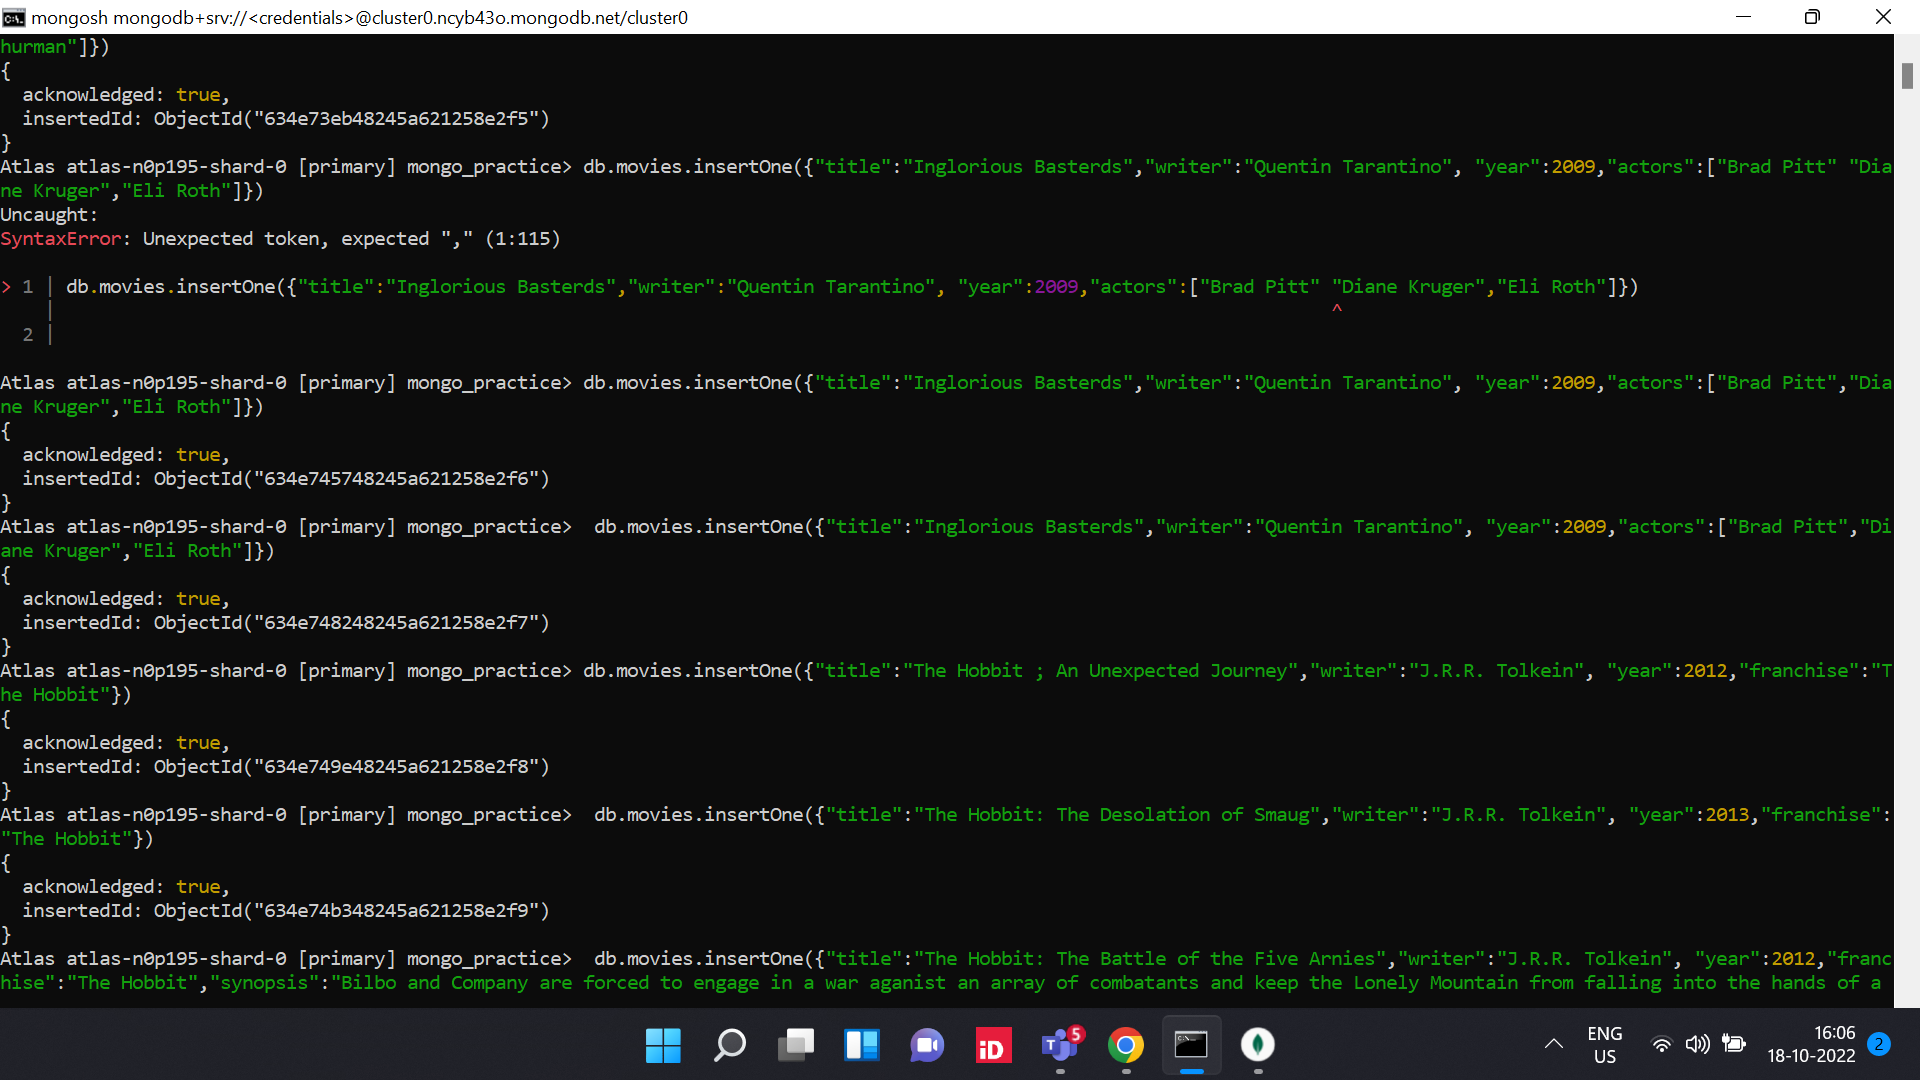 mongosh mongodb+srv://<credentials>@cluster0.ncyb43o.mongodb.net/cluster0
hurman"]})
{
  acknowledged: true,
  insertedId: ObjectId("634e73eb48245a621258e2f5")
}
Atlas atlas-n0p195-shard-0 [primary] mongo_practice> db.movies.insertOne({"title":"Inglorious Basterds","writer":"Quentin Tarantino", "year":2009,"actors":["Brad Pitt" "Dia
ne Kruger","Eli Roth"]})
Uncaught:
SyntaxError: Unexpected token, expected "," (1:115)
> 1 | db.movies.insertOne({"title":"Inglorious Basterds","writer":"Quentin Tarantino", "year":2009,"actors":["Brad Pitt" "Diane Kruger","Eli Roth"]})
|                                                                                                                    ^
  2 |
Atlas atlas-n0p195-shard-0 [primary] mongo_practice> db.movies.insertOne({"title":"Inglorious Basterds","writer":"Quentin Tarantino", "year":2009,"actors":["Brad Pitt","Dia
ne Kruger","Eli Roth"]})
{
  acknowledged: true,
  insertedId: ObjectId("634e745748245a621258e2f6")
}
Atlas atlas-n0p195-shard-0 [primary] mongo_practice>  db.movies.insertOne({"title":"Inglorious Basterds","writer":"Quentin Tarantino", "year":2009,"actors":["Brad Pitt","Di
ane Kruger","Eli Roth"]})
{
  acknowledged: true,
  insertedId: ObjectId("634e748248245a621258e2f7")
}
Atlas atlas-n0p195-shard-0 [primary] mongo_practice> db.movies.insertOne({"title":"The Hobbit ; An Unexpected Journey","writer":"J.R.R. Tolkein", "year":2012,"franchise":"T
he Hobbit"})
{
  acknowledged: true,
  insertedId: ObjectId("634e749e48245a621258e2f8")
}
Atlas atlas-n0p195-shard-0 [primary] mongo_practice>  db.movies.insertOne({"title":"The Hobbit: The Desolation of Smaug","writer":"J.R.R. Tolkein", "year":2013,"franchise":
"The Hobbit"})
{
  acknowledged: true,
  insertedId: ObjectId("634e74b348245a621258e2f9")
}
Atlas atlas-n0p195-shard-0 [primary] mongo_practice>  db.movies.insertOne({"title":"The Hobbit: The Battle of the Five Arnies","writer":"J.R.R. Tolkein", "year":2012,"franc
hise":"The Hobbit","synopsis":"Bilbo and Company are forced to engage in a war aganist an array of combatants and keep the Lonely Mountain from falling into the hands of a
iD
T
5
ENG
US
16:06
18-10-2022
2